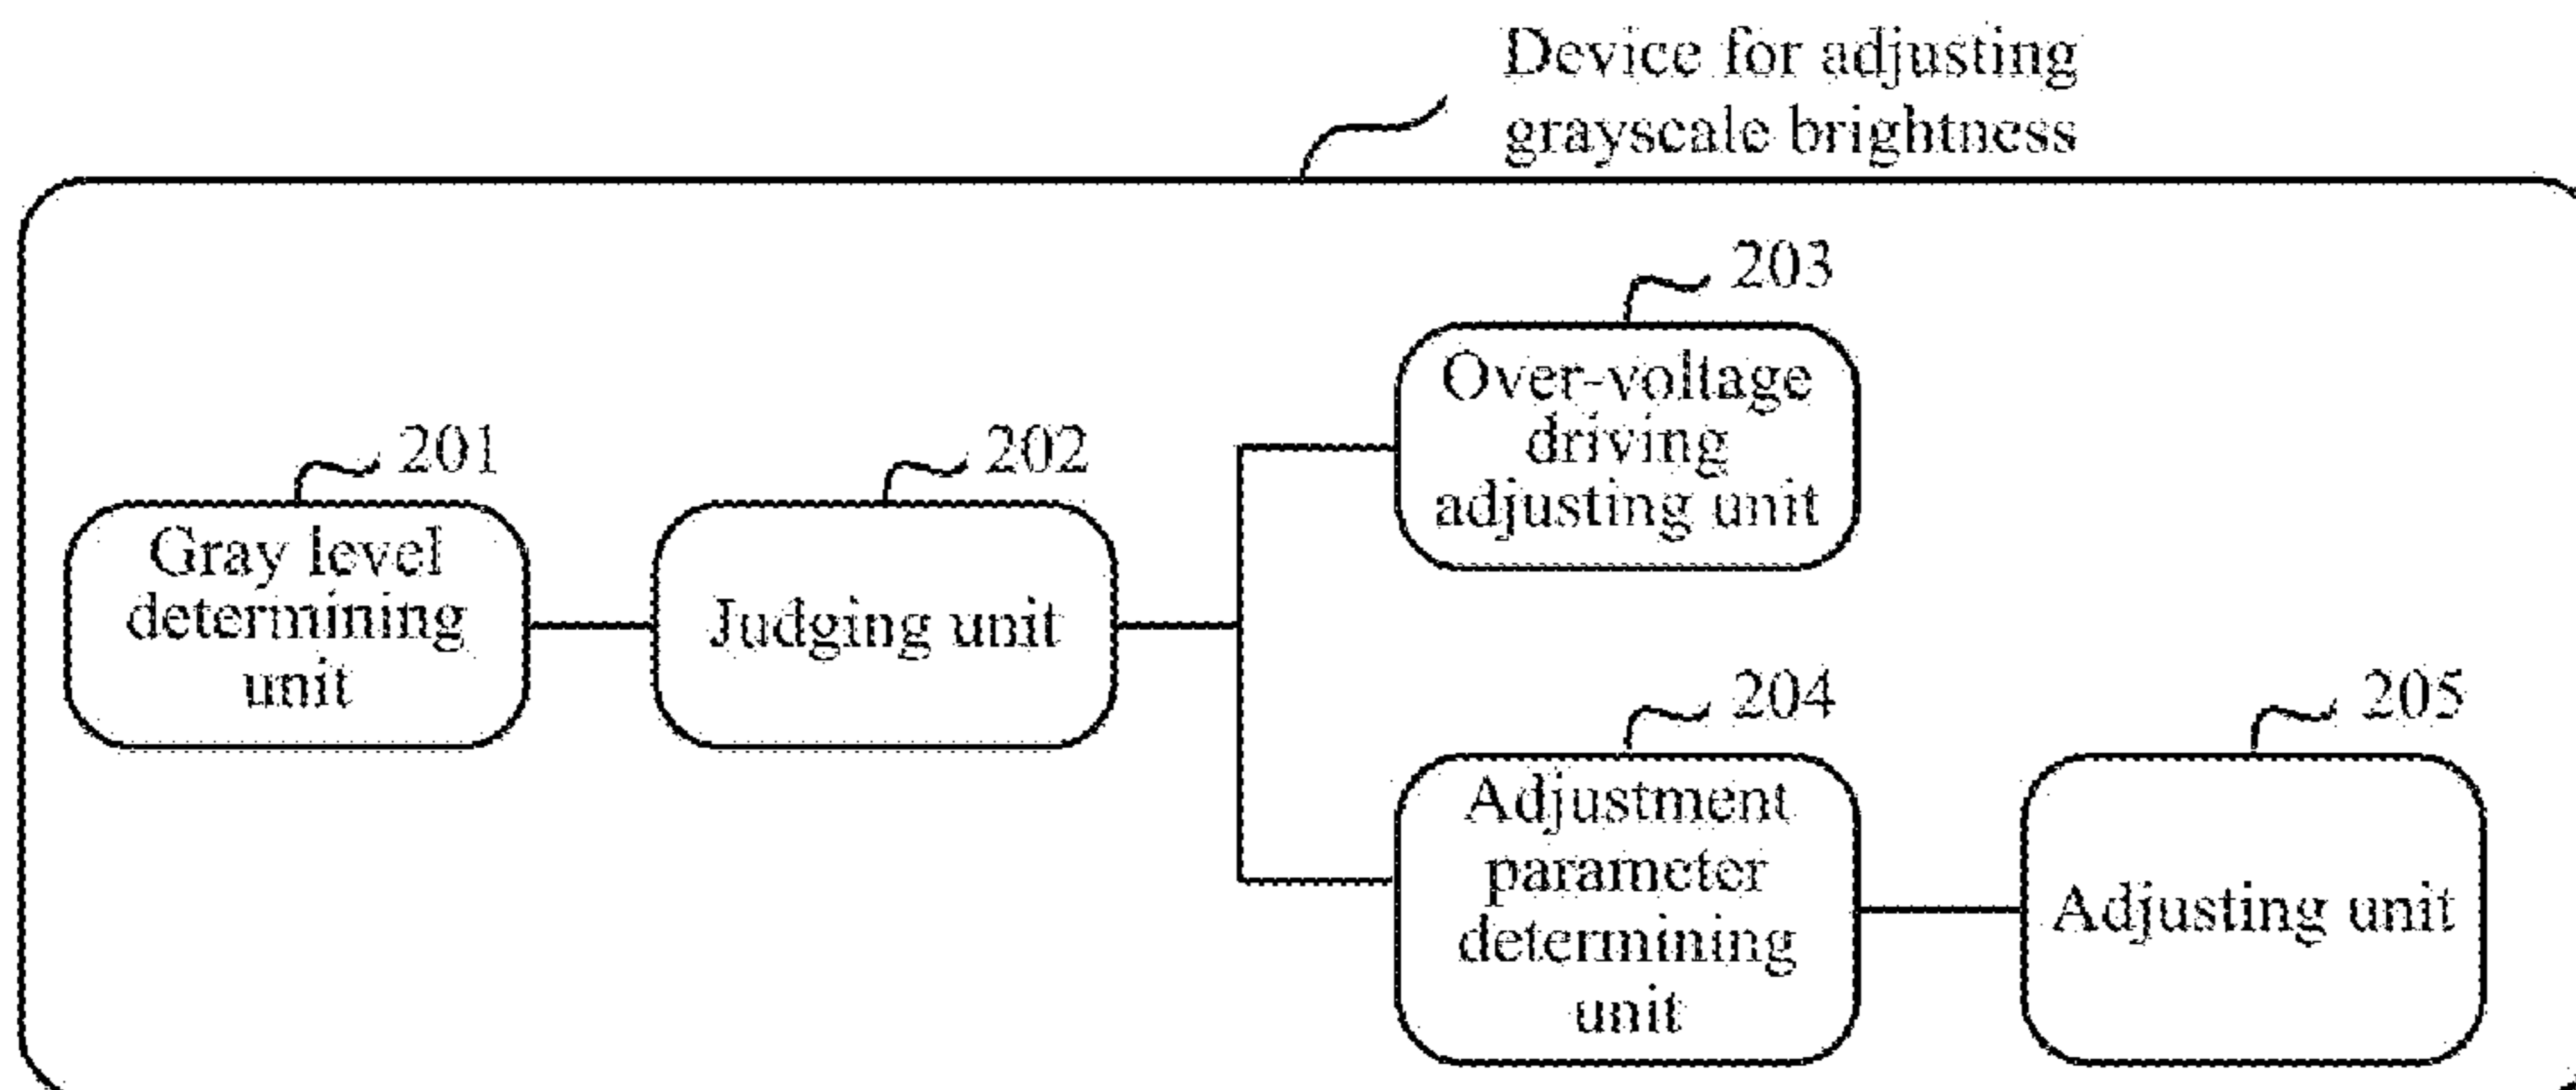 Device for adjusting
grayscale brightness
203
Over-voltage
driving
adjusting unit
201
Gray level
determining
unit
202
Judging unit
204
Adjustment
parameter
determining
unit
205
Adjusting unit